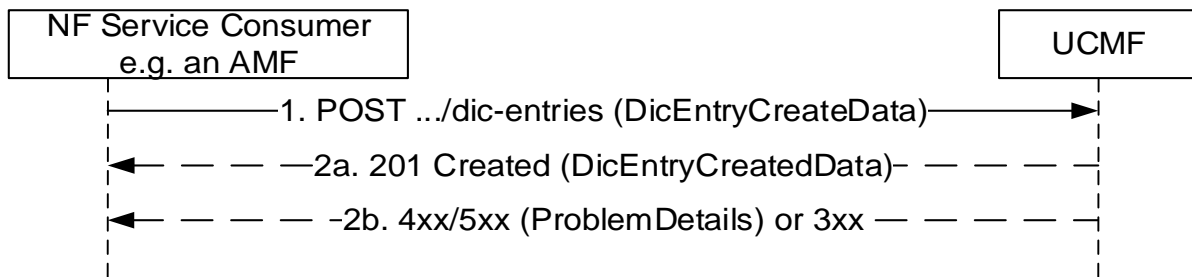 NF Service Consumer
e.g. an AMF
UCMF
1. POST .../dic-entries (DicEntryCreateData)
2a. 201 Created (DicEntryCreatedData)
2b. 4xx/5xx (ProblemDetails) or 3xx